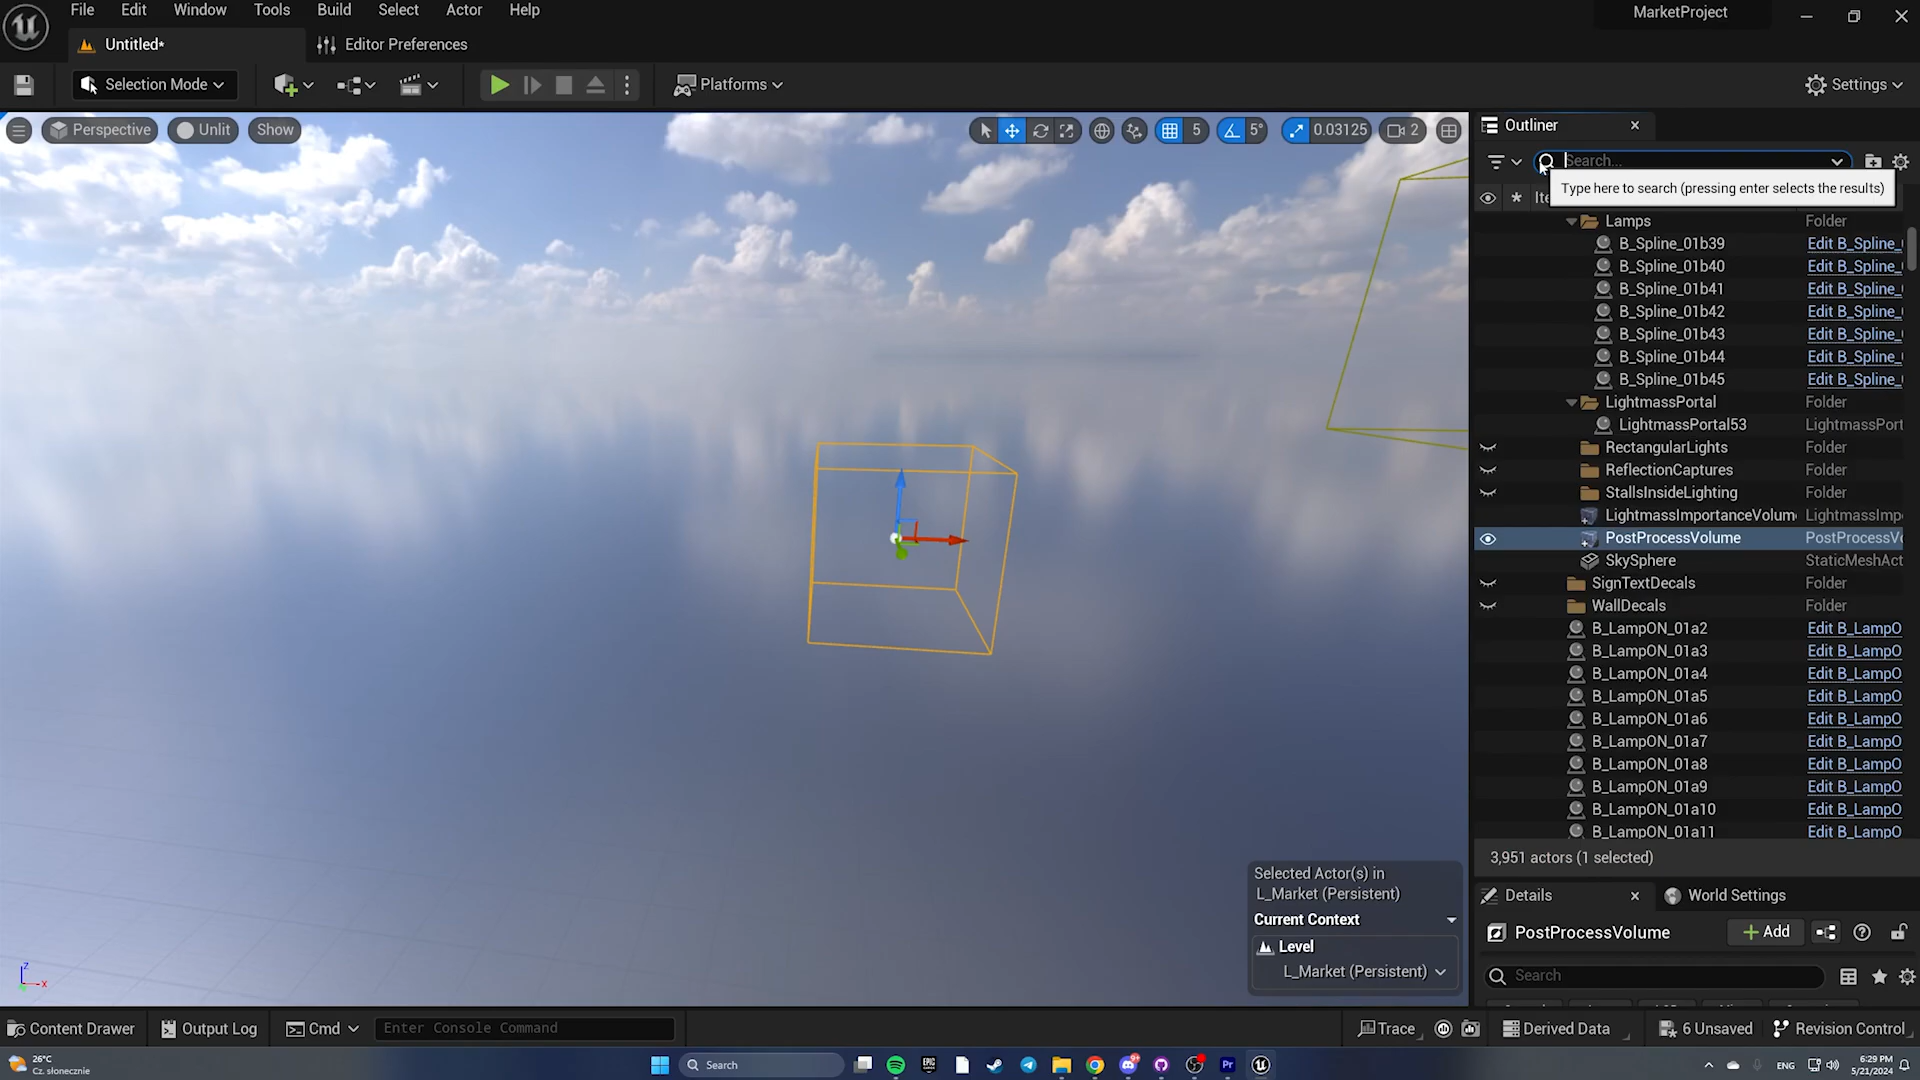 File Edit Window Tools Build Select Actor Help
MarketProject
Untitled*
Editor Preferences
Selection Mode
Platforms
Settings
Perspective
Unlit
Show
5
5°
0.03125
2
Outliner
Search...
Type here to search (pressing enter selects the results)
Lamps Folder
B_Spline_01b39 Edit B_Spline_
B_Spline_01b40 Edit B_Spline_
B_Spline_01b41 Edit B_Spline_
B_Spline_01b42 Edit B_Spline_
B_Spline_01b43 Edit B_Spline_
B_Spline_01b44 Edit B_Spline_
B_Spline_01b45 Edit B_Spline_
LightmassPortal Folder
LightmassPortal53 LightmassPort
RectangularLights Folder
ReflectionCaptures Folder
StallsInsideLighting Folder
LightmassImportanceVolum LightmassImp
PostProcessVolume PostProcessVo
SkySphere StaticMeshAct
SignTextDecals Folder
WallDecals Folder
B_LampON_01a2 Edit B_LampO
B_LampON_01a3 Edit B_LampO
B_LampON_01a4 Edit B_LampO
B_LampON_01a5 Edit B_LampO
B_LampON_01a6 Edit B_LampO
B_LampON_01a7 Edit B_LampO
B_LampON_01a8 Edit B_LampO
B_LampON_01a9 Edit B_LampO
B_LampON_01a10 Edit B_LampO
B_LampON_01a11 Edit B_LampO
3,951 actors (1 selected)
Selected Actor(s) in
L_Market (Persistent)
Current Context
Level
L_Market (Persistent)
Details
World Settings
PostProcessVolume
Add
Search
z
x
Content Drawer
Output Log
Cmd
Enter Console Command
Trace
Derived Data
6 Unsaved
Revision Control
26°C
Cz. słonecznie
Search
EPIC
Pr
ENG
6:29 PM
5/21/2024